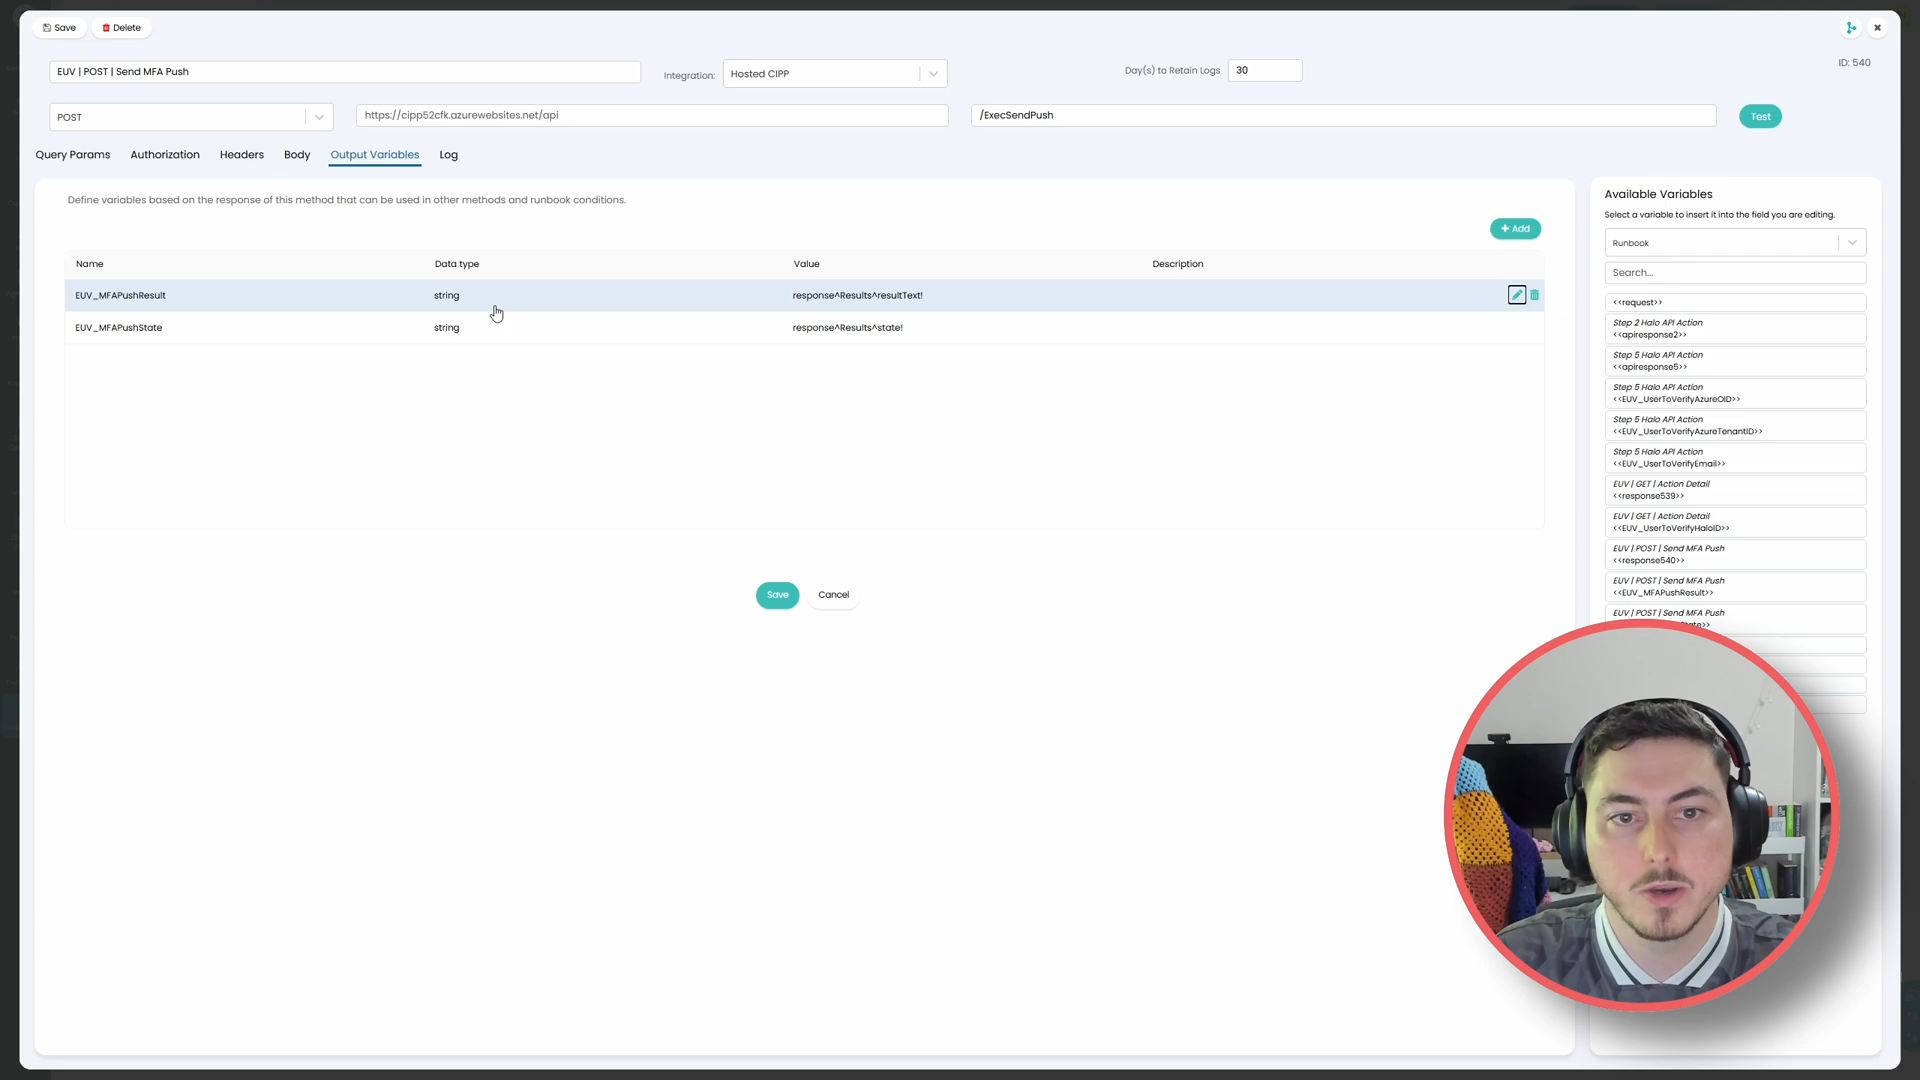 Save
Delete
EUV | POST | Send MFA Push
Integration:
Hosted CIPP
Day(s) to Retain Logs
30
ID: 540
POST
https://cipp52cfk.azurewebsites.net/api
/ExecSendPush
Test
Query Params
Authorization
Headers
Body
Output Variables
Log
Define variables based on the response of this method that can be used in other methods and runbook conditions.
+ Add
Name
Data type
Value
Description
EUV_MFAPushResult
string
response^Results^resultText!
EUV_MFAPushState
string
response^Results^state!
Save
Cancel
Available Variables
Select a variable to insert it into the field you are editing.
Runbook
Search...
<<request>>
Step 2 Halo API Action
<<apiresponse2>>
Step 5 Halo API Action
<<apiresponse5>>
Step 5 Halo API Action
<<EUV_UserToVerifyAzureOID>>
Step 5 Halo API Action
<<EUV_UserToVerifyAzureTenantID>>
Step 5 Halo API Action
<<EUV_UserToVerifyEmail>>
EUV | GET | Action Detail
<<response539>>
EUV | GET | Action Detail
<<EUV_UserToVerifyHaloID>>
EUV | POST | Send MFA Push
<<response540>>
EUV | POST | Send MFA Push
<<EUV_MFAPushResult>>
EUV | POST | Send MFA Push